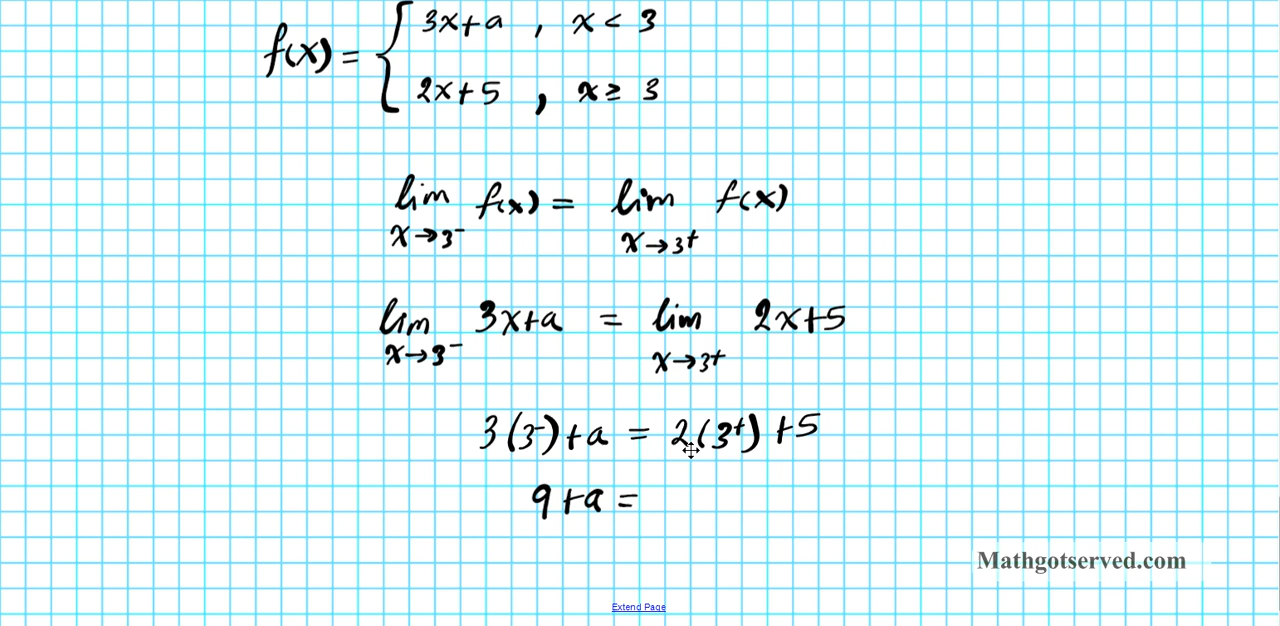 f(x) = { 3x+a , x < 3
2x+5 , x ≥ 3
lim f(x) = lim f(x)
x→3⁻ x→3⁺
lim 3x+a = lim 2x+5
x→3⁻ x→3⁺
3(3⁻)+a = 2(3⁺)+5
9+a =
Mathgotserved.com
Extend Page